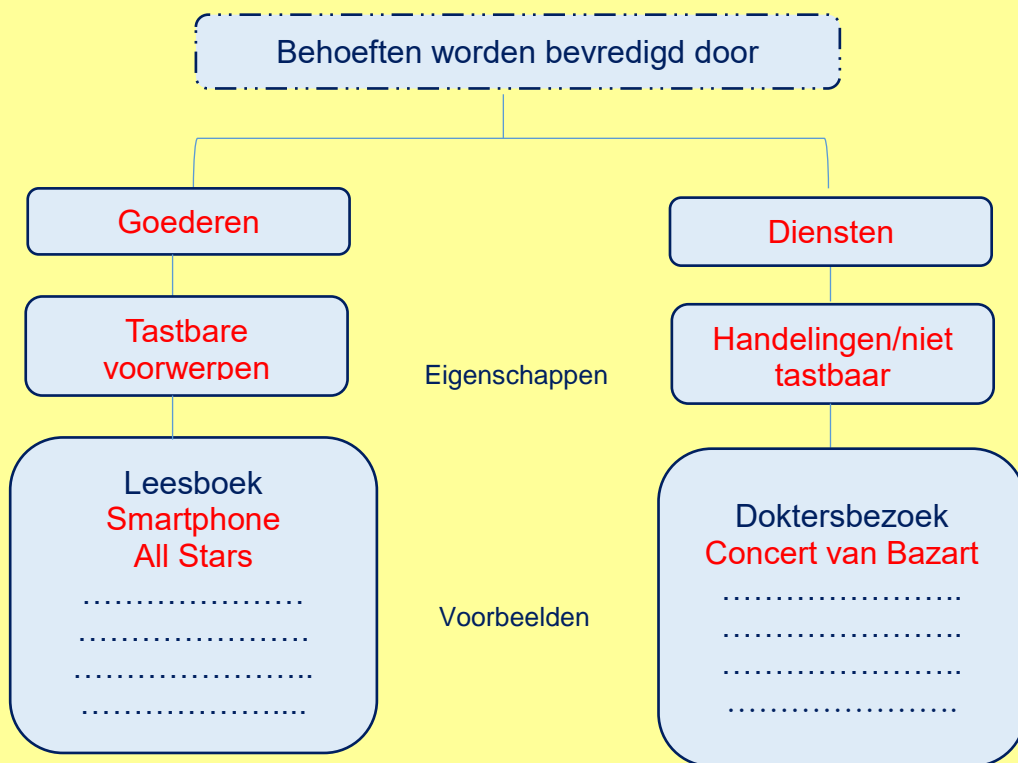 Behoeften worden bevredigd door
Goederen
Diensten
Tastbare
voorwerpen
Eigenschappen
Handelingen/niet
tastbaar
Leesboek
Smartphone
All Stars
…………………
………………….
…………………..
…………………....
Voorbeelden
Doktersbezoek
Concert van Bazart
…………………..
…………………..
…………………..
………………….